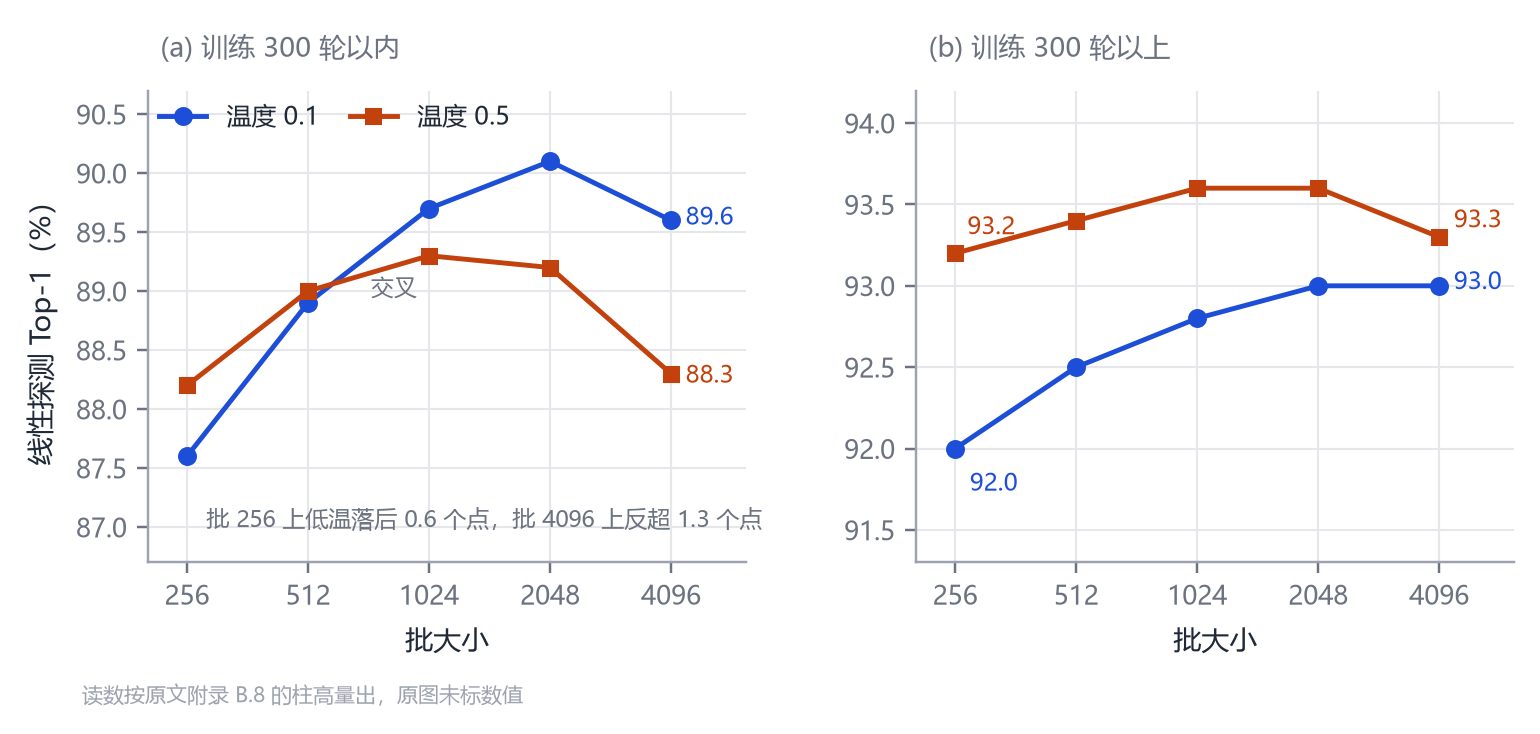 (a) 训练 300 轮以内
温度 0.1
温度 0.5
线性探测 Top-1（%）
90.5
90.0
89.5
89.0
88.5
88.0
87.5
87.0
89.6
88.3
交叉
批 256 上低温落后 0.6 个点，批 4096 上反超 1.3 个点
256 512 1024 2048 4096
批大小
(b) 训练 300 轮以上
94.0
93.5
93.0
92.5
92.0
91.5
93.2
93.3
93.0
92.0
256 512 1024 2048 4096
批大小
读数按原文附录 B.8 的柱高量出，原图未标数值